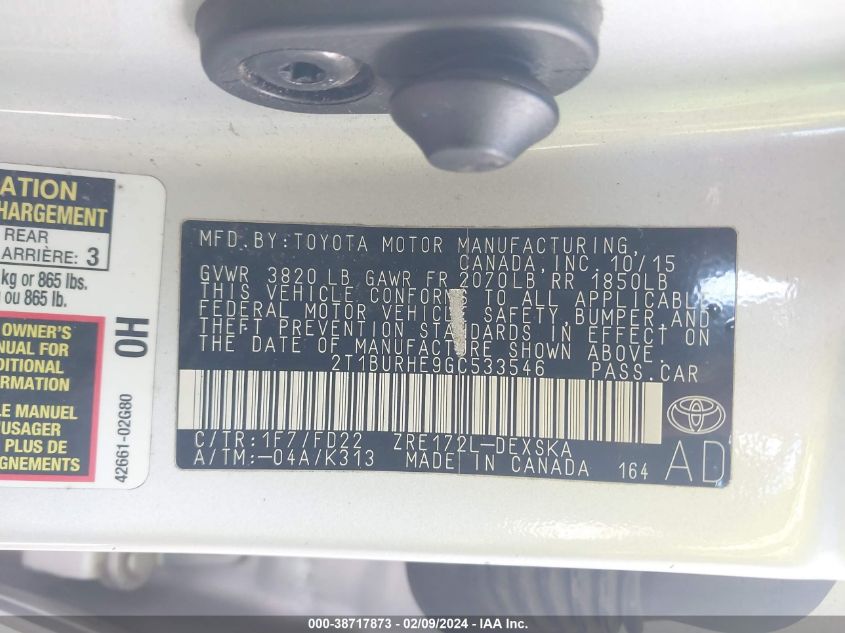 ATION
HARGEMENT
REAR
ARRIÈRE: 3
kg or 865 lbs.
ou 865 lb.
OWNER'S
NUAL FOR
DITIONAL
RMATION
LE MANUEL
'USAGER
PLUS DE
NSEIGNEMENTS
OH
42661-02G80
MFD. BY: TOYOTA MOTOR MANUFACTURING,
CANADA, INC. 10/15
GVWR 3820 LB GAWR FR 2070LB RR 1850LB
THIS VEHICLE CONFORMS TO ALL APPLICABLE
FEDERAL MOTOR VEHICLE SAFETY, BUMPER, AND
THEFT PREVENTION STANDARDS IN EFFECT ON
THE DATE OF MANUFACTURE SHOWN ABOVE.
2T1BURHE9GC533546 PASS.CAR
C/TR:1F7/FD22 ZRE172L-DEXSKA
A/TM:-04A/K313 MADE IN CANADA 164
AD
000-38717873 - 02/09/2024 - IAA Inc.